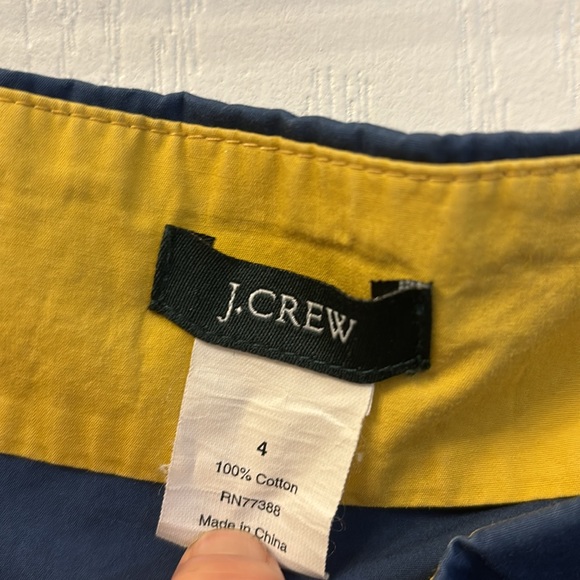 J.CREW
4
100% Cotton
RN77388
Made in China